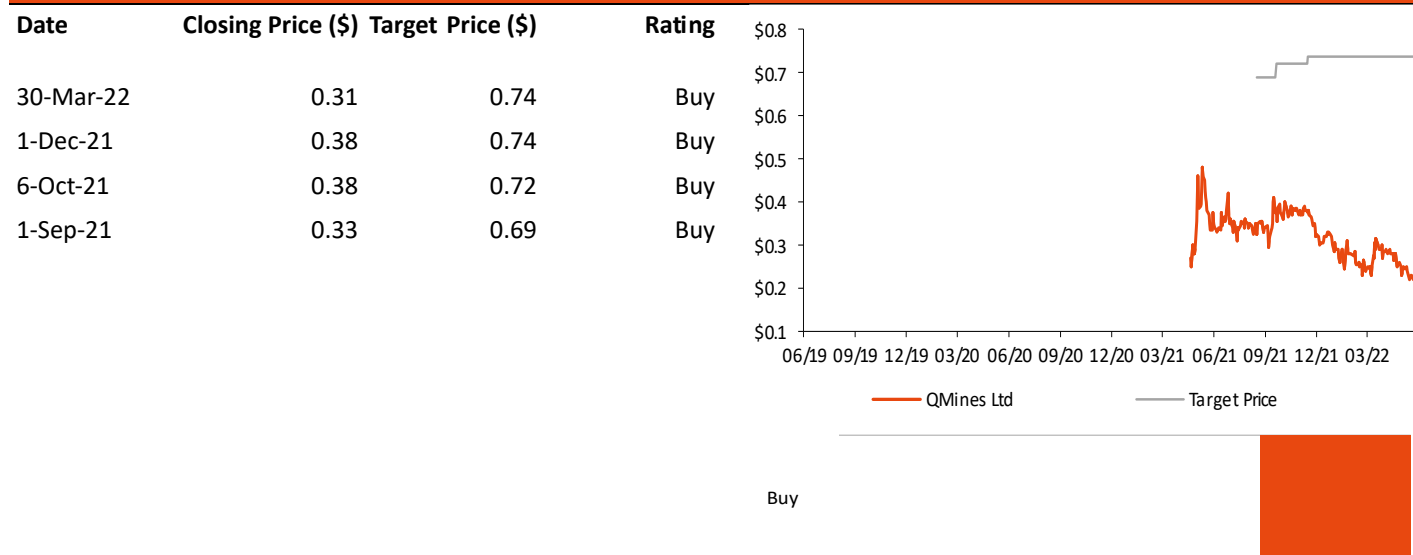 Date Closing Price ($) Target Price ($) Rating
30-Mar-22 0.31 0.74 Buy
1-Dec-21 0.38 0.74 Buy
6-Oct-21 0.38 0.72 Buy
1-Sep-21 0.33 0.69 Buy
$0.8
$0.7
$0.6
$0.5
$0.4
$0.3
$0.2
$0.1
06/19 09/19 12/19 03/20 06/20 09/20 12/20 03/21 06/21 09/21 12/21 03/22
QMines Ltd Target Price
Buy